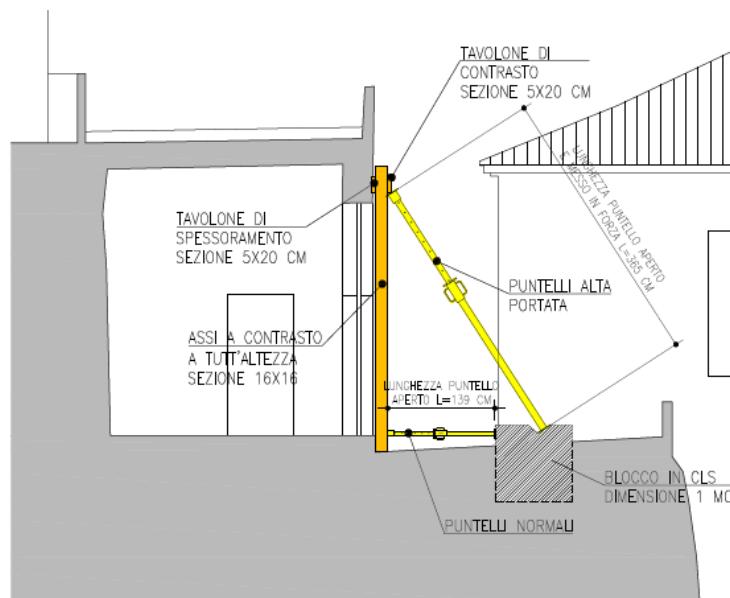 TAVOLONE DI
CONTRASTO
SEZIONE 5X20 CM
LUNGHEZZA PUNTELLO APERTO
E MESSO IN FORZA L=365 CM
TAVOLONE DI
SPESSORAMENTO
SEZIONE 5X20 CM
PUNTELLI ALTA
PORTATA
ASSI A CONTRASTO
A TUTT'ALTEZZA
SEZIONE 16X16
LUNGHEZZA PUNTELLO
APERTO L=139 CM
BLOCCO IN CLS
DIMENSIONE 1 MC
PUNTELLI NORMALI